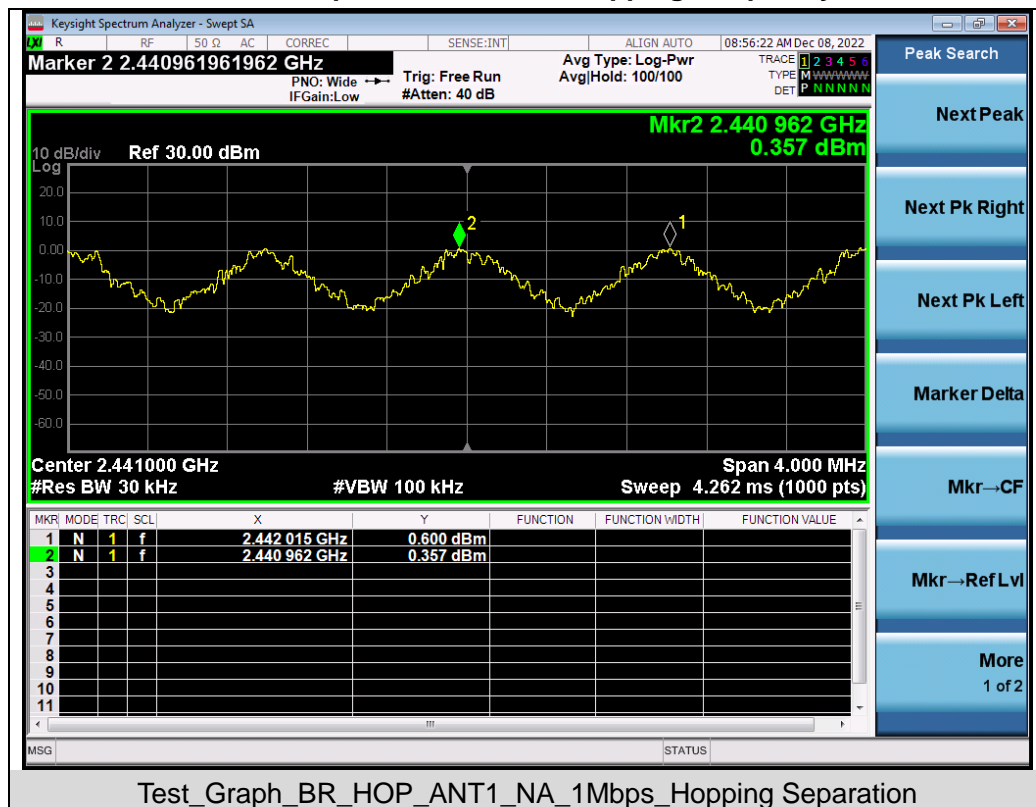 Keysight Spectrum Analyzer - Swept SA
LXI R RF 50 Ω AC CORREC SENSE:INT ALIGN AUTO 08:56:22 AM Dec 08, 2022
Marker 2 2.440961961962 GHz
PNO: Wide
IFGain:Low
Trig: Free Run
#Atten: 40 dB
Avg Type: Log-Pwr
Avg|Hold: 100/100
TRACE 1 2 3 4 5 6
TYPE M WWWWW
DET P N N N N N
Mkr2 2.440 962 GHz
0.357 dBm
10 dB/div Ref 30.00 dBm
Log
20.0
10.0
0.00
-10.0
-20.0
-30.0
-40.0
-50.0
-60.0
2
1
Center 2.441000 GHz Span 4.000 MHz
#Res BW 30 kHz #VBW 100 kHz Sweep 4.262 ms (1000 pts)
MKR MODE TRC SCL X Y FUNCTION FUNCTION WIDTH FUNCTION VALUE
1 N 1 f 2.442 015 GHz 0.600 dBm
2 N 1 f 2.440 962 GHz 0.357 dBm
3
4
5
6
7
8
9
10
11
MSG STATUS
Peak Search
Next Peak
Next Pk Right
Next Pk Left
Marker Delta
Mkr→CF
Mkr→Ref Lvl
More
1 of 2
Test_Graph_BR_HOP_ANT1_NA_1Mbps_Hopping Separation